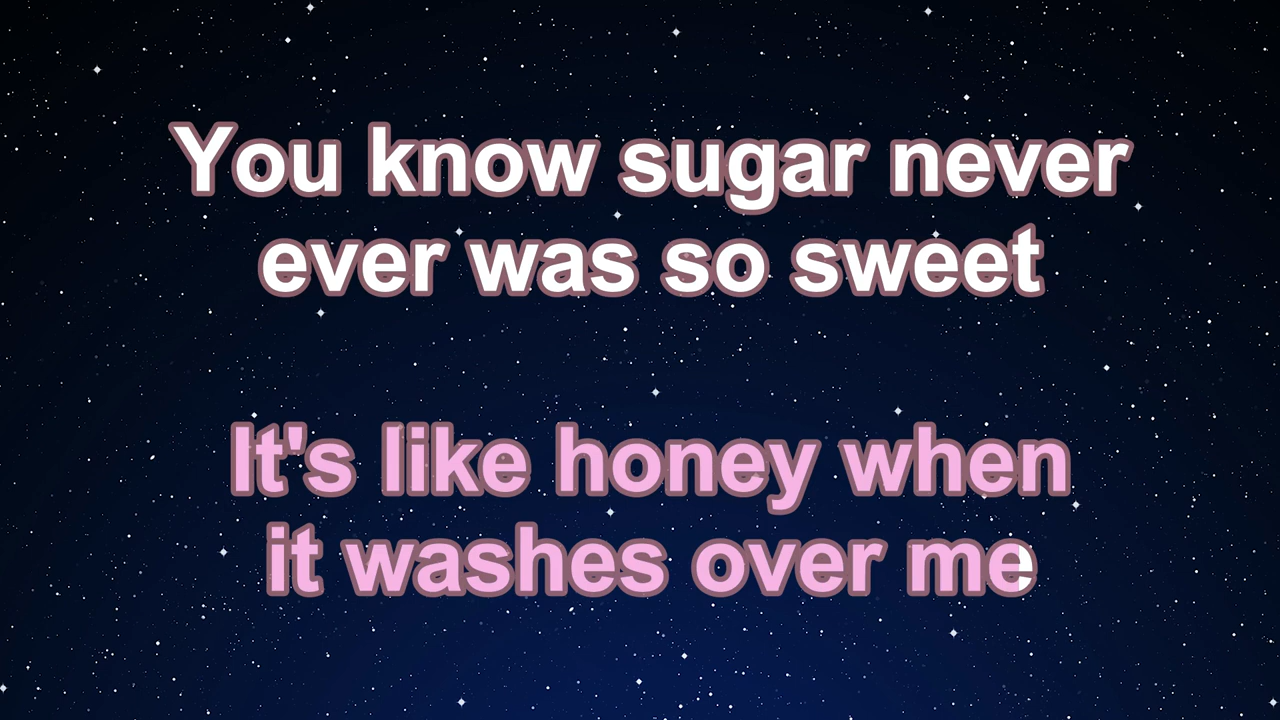 You know sugar never
ever was so sweet
It's like honey when
it washes over me